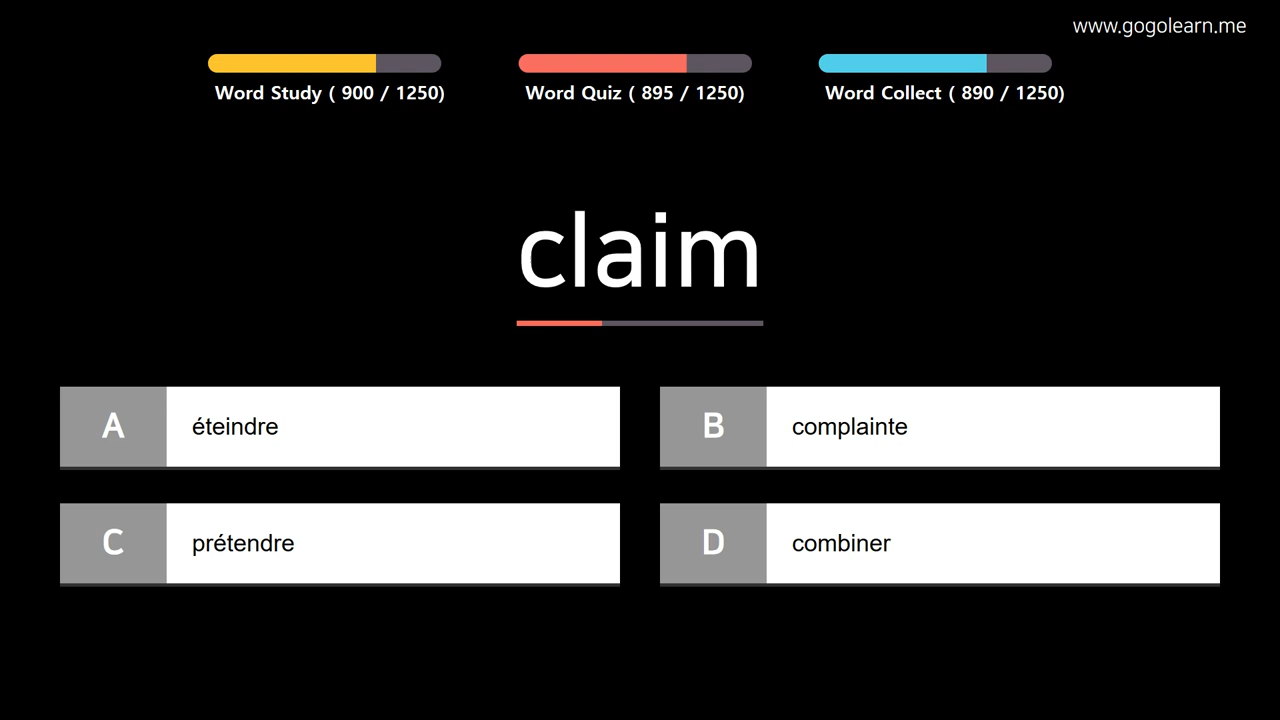 www.gogolearn.me
Word Study ( 900 / 1250)
Word Quiz ( 895 / 1250)
Word Collect ( 890 / 1250)
claim
A éteindre
B complainte
C prétendre
D combiner